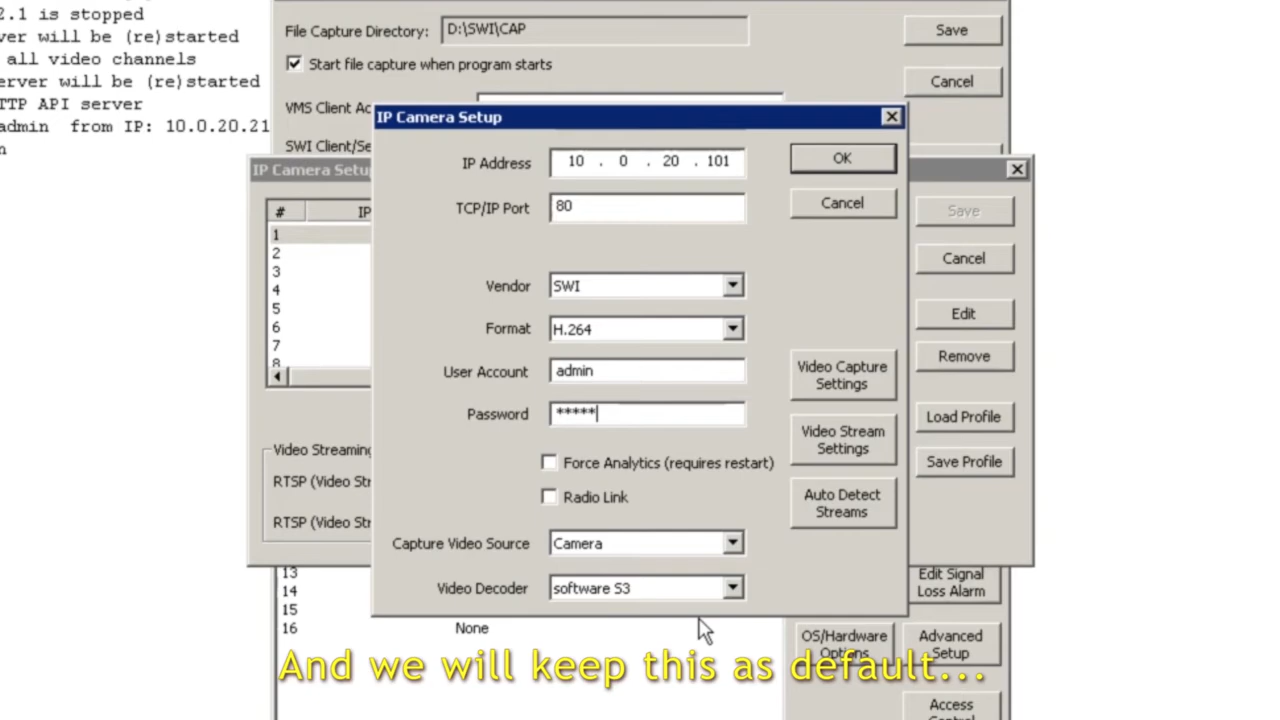 2.1 is stopped
ver will be (re)started
all video channels
erver will be (re)started
TTP API server
admin from IP: 10.0.20.21
n
File Capture Directory: D:\SWI\CAP
Save
Start file capture when program starts
Cancel
VMS Client Ac
SWI Client/Se
IP Camera Setup
IP Address 10 . 0 . 20 . 101
OK
TCP/IP Port 80
Cancel
Vendor SWI
Format H.264
User Account admin
Video Capture
Settings
Password *****
Video Stream
Settings
Force Analytics (requires restart)
Radio Link
Auto Detect
Streams
Capture Video Source Camera
Video Decoder software S3
IP Camera Setu
# IP
1
2
3
4
5
6
7
8
Save
Cancel
Edit
Remove
Load Profile
Save Profile
Video Streaming
RTSP (Video Str
RTSP (Video Str
13
14
15
16 None
Edit Signal
Loss Alarm
OS/Hardware
Options
Advanced
Setup
Access
Control
And we will keep this as default...